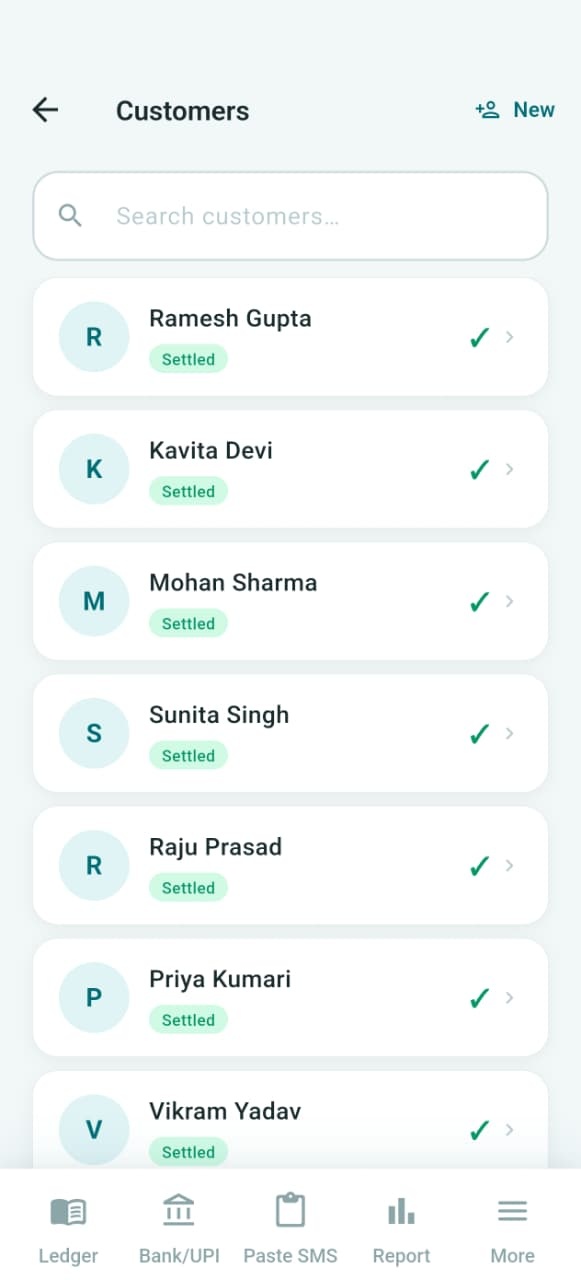 Customers
New
Search customers…
R
Ramesh Gupta
Settled
K
Kavita Devi
Settled
M
Mohan Sharma
Settled
S
Sunita Singh
Settled
R
Raju Prasad
Settled
P
Priya Kumari
Settled
V
Vikram Yadav
Settled
Ledger
Bank/UPI
Paste SMS
Report
More